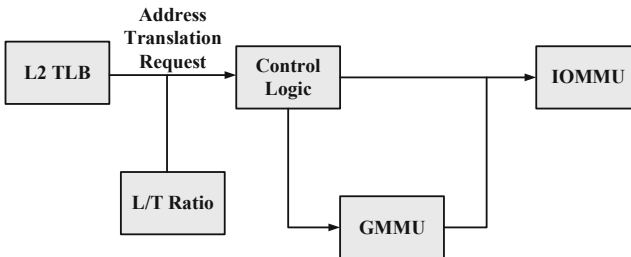 Address
Translation
Request
L2 TLB
Control
Logic
IOMMU
L/T Ratio
GMMU